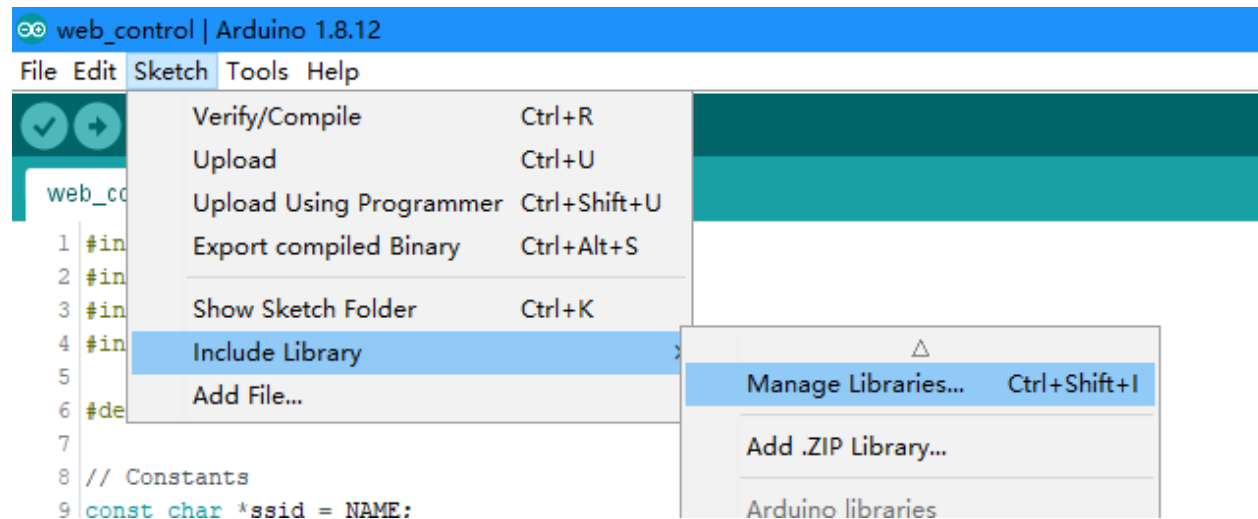 web_control | Arduino 1.8.12
File Edit Sketch Tools Help
Verify/Compile Ctrl+R
Upload Ctrl+U
web_co
Upload Using Programmer Ctrl+Shift+U
1 #in
Export compiled Binary Ctrl+Alt+S
2 #in
3 #in
Show Sketch Folder Ctrl+K
4 #in
Include Library
Manage Libraries... Ctrl+Shift+I
5
Add File...
6 #de
7
Add .ZIP Library...
8 // Constants
9 const char *ssid = NAME;
Arduino libraries